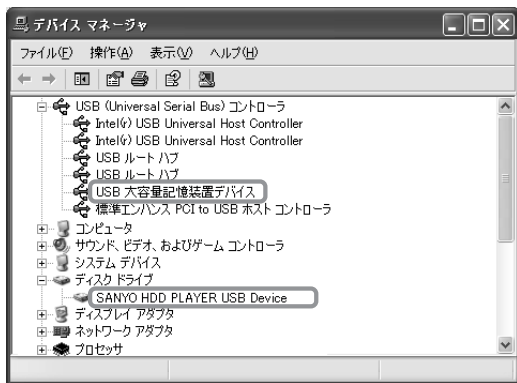 デバイス マネージャ
ファイル(F) 操作(A) 表示(V) ヘルプ(H)
USB (Universal Serial Bus) コントローラ
Intel(r) USB Universal Host Controller
Intel(r) USB Universal Host Controller
USB ルート ハブ
USB ルート ハブ
USB 大容量記憶装置デバイス
標準エンハンス PCI to USB ホスト コントローラ
コンピュータ
サウンド、ビデオ、およびゲーム コントローラ
システム デバイス
ディスク ドライブ
SANYO HDD PLAYER USB Device
ディスプレイ アダプタ
ネットワーク アダプタ
プロセッサ